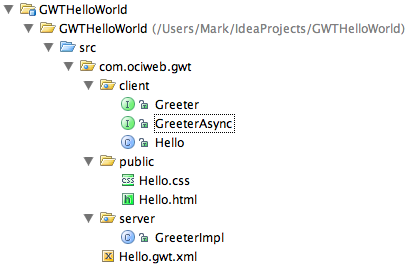 GWTHelloWorld
GWTHelloWorld (/Users/Mark/IdeaProjects/GWTHelloWorld)
src
com.ociweb.gwt
client
I Greeter
I GreeterAsync
C Hello
public
css Hello.css
h Hello.html
server
C GreeterImpl
Hello.gwt.xml